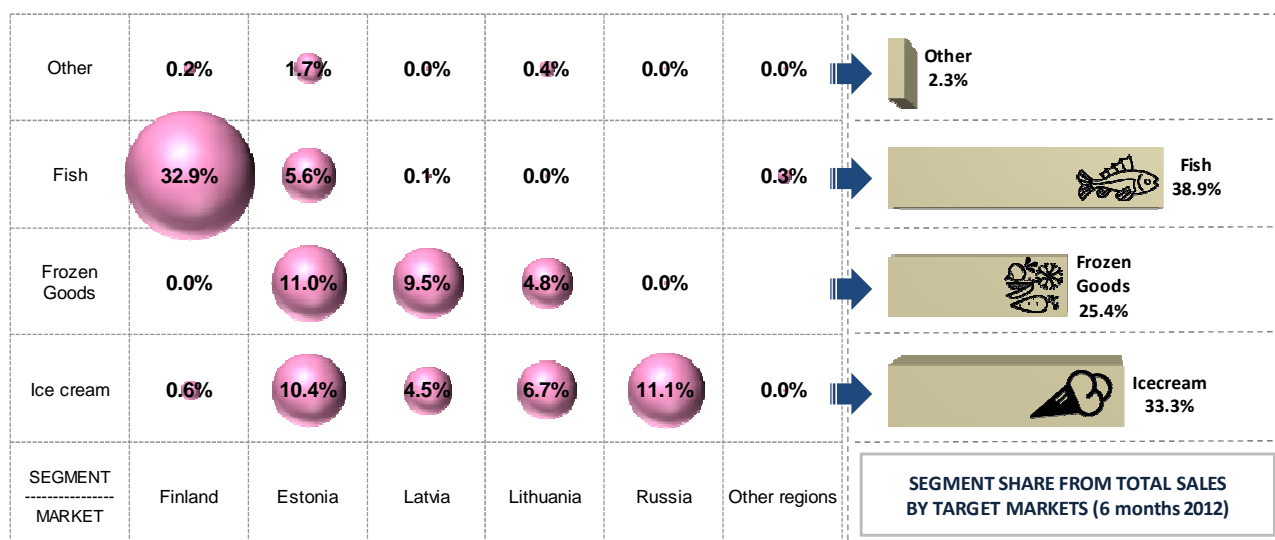 Other
0.2%
1.7%
0.0%
0.4%
0.0%
0.0%
Other
2.3%
Fish
32.9%
5.6%
0.1%
0.0%
0.3%
Fish
38.9%
Frozen
Goods
0.0%
11.0%
9.5%
4.8%
0.0%
Frozen
Goods
25.4%
Ice cream
0.6%
10.4%
4.5%
6.7%
11.1%
0.0%
Icecream
33.3%
SEGMENT
----------------
MARKET
Finland
Estonia
Latvia
Lithuania
Russia
Other regions
SEGMENT SHARE FROM TOTAL SALES
BY TARGET MARKETS (6 months 2012)